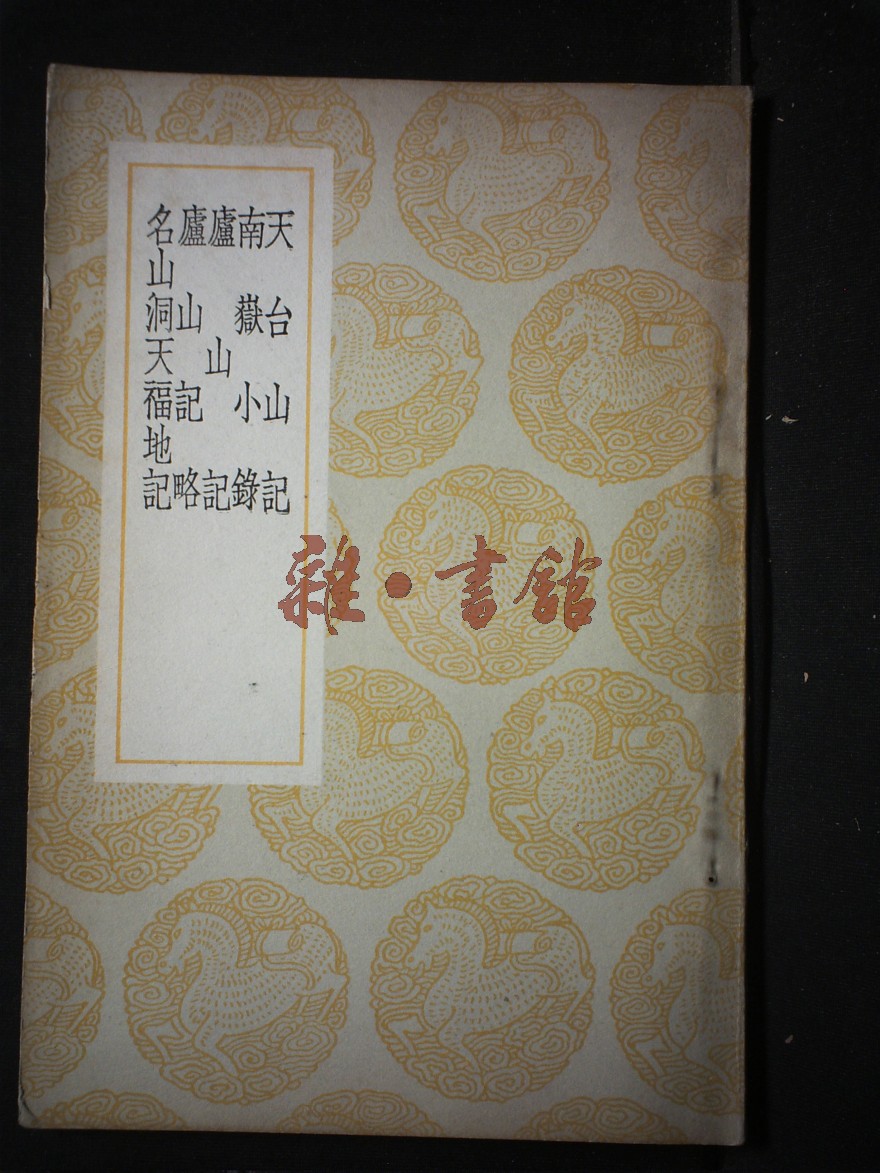 天台山記
南嶽小錄
廬山記
廬山記略
名山洞天福地記
雜·書館